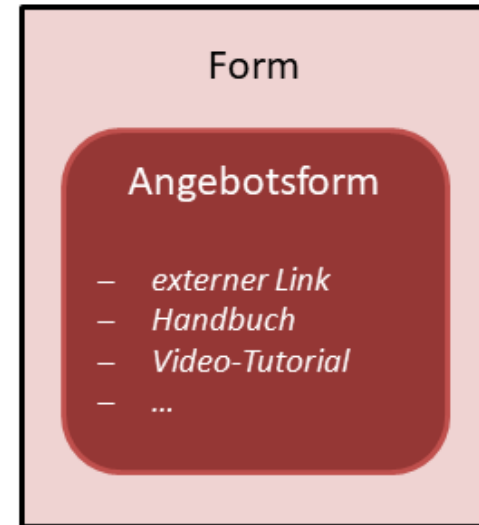 Form
Angebotsform
– externer Link
– Handbuch
– Video-Tutorial
– ...